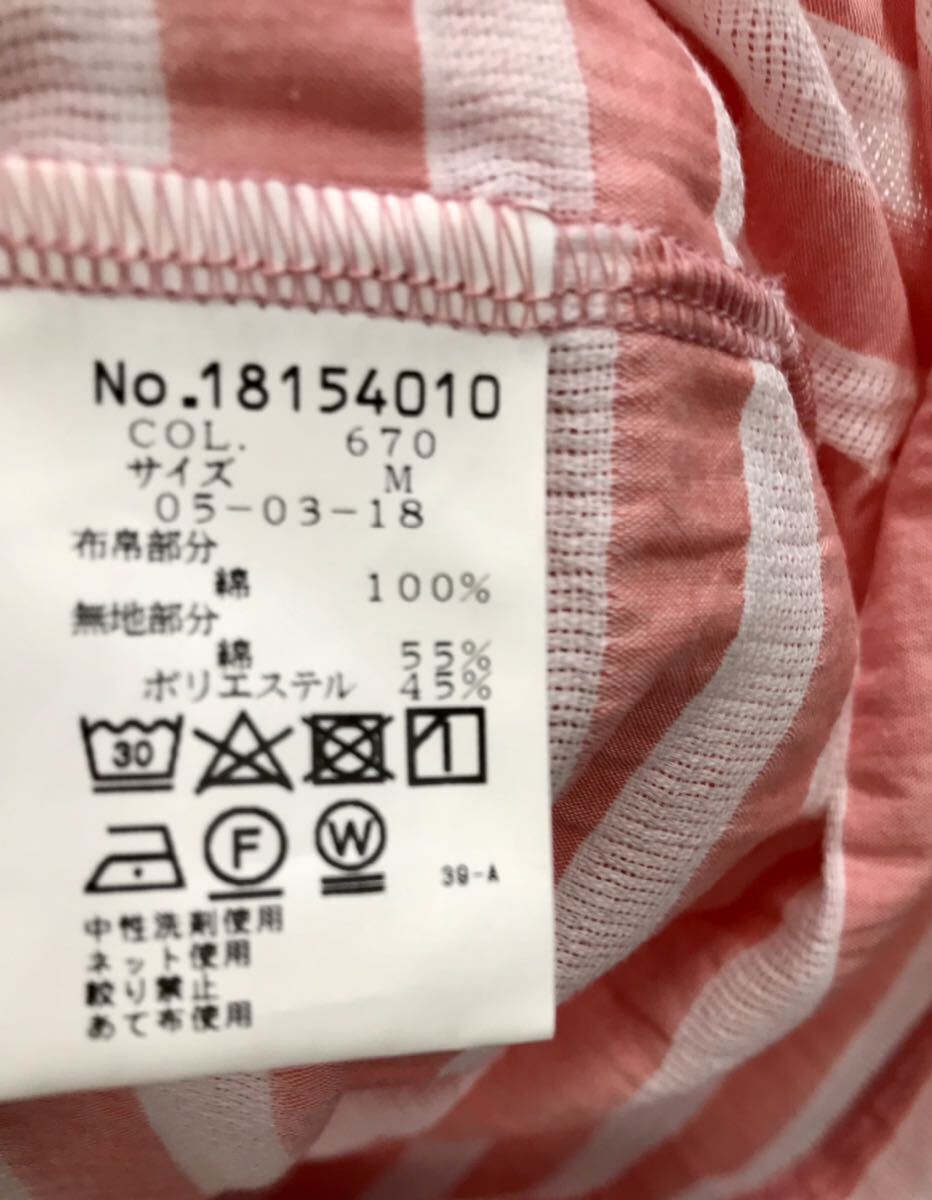 No.18154010
COL. 670
サイズ M
05-03-18
布帛部分
綿 100%
無地部分
綿 55%
ポリエステル 45%
30
F W
39-A
中性洗剤使用
ネット使用
絞り禁止
あて布使用